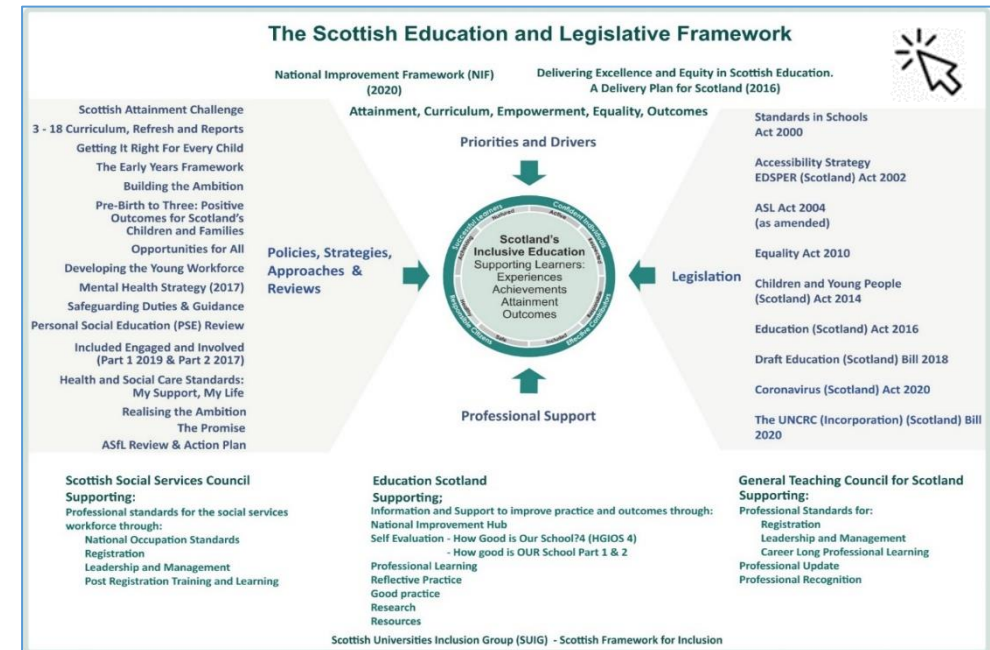 The Scottish Education and Legislative Framework
National Improvement Framework (NIF)
(2020)
Delivering Excellence and Equity in Scottish Education.
A Delivery Plan for Scotland (2016)
Attainment, Curriculum, Empowerment, Equality, Outcomes
Priorities and Drivers
Scottish Attainment Challenge
3 - 18 Curriculum, Refresh and Reports
Getting It Right For Every Child
The Early Years Framework
Building the Ambition
Pre-Birth to Three: Positive
Outcomes for Scotland's
Children and Families
Opportunities for All
Developing the Young Workforce
Mental Health Strategy (2017)
Safeguarding Duties & Guidance
Personal Social Education (PSE) Review
Included Engaged and Involved
(Part 1 2019 & Part 2 2017)
Health and Social Care Standards:
My Support, My Life
Realising the Ambition
The Promise
ASfL Review & Action Plan
Policies, Strategies,
Approaches &
Reviews
Successful Learners
Confident Individuals
Responsible Citizens
Effective Contributors
Nurtured
Active
Respected
Responsible
Included
Safe
Healthy
Achieving
Scotland's
Inclusive Education
Supporting Learners:
Experiences
Achievements
Attainment
Outcomes
Legislation
Standards in Schools
Act 2000
Accessibility Strategy
EDSPER (Scotland) Act 2002
ASL Act 2004
(as amended)
Equality Act 2010
Children and Young People
(Scotland) Act 2014
Education (Scotland) Act 2016
Draft Education (Scotland) Bill 2018
Coronavirus (Scotland) Act 2020
The UNCRC (Incorporation) (Scotland) Bill
2020
Professional Support
Scottish Social Services Council
Supporting:
Professional standards for the social services
workforce through:
National Occupation Standards
Registration
Leadership and Management
Post Registration Training and Learning
Education Scotland
Supporting;
Information and Support to improve practice and outcomes through:
National Improvement Hub
Self Evaluation - How Good is Our School?4 (HGIOS 4)
- How good is OUR School Part 1 & 2
Professional Learning
Reflective Practice
Good practice
Research
Resources
General Teaching Council for Scotland
Supporting:
Professional Standards for:
Registration
Leadership and Management
Career Long Professional Learning
Professional Update
Professional Recognition
Scottish Universities Inclusion Group (SUIG) - Scottish Framework for Inclusion